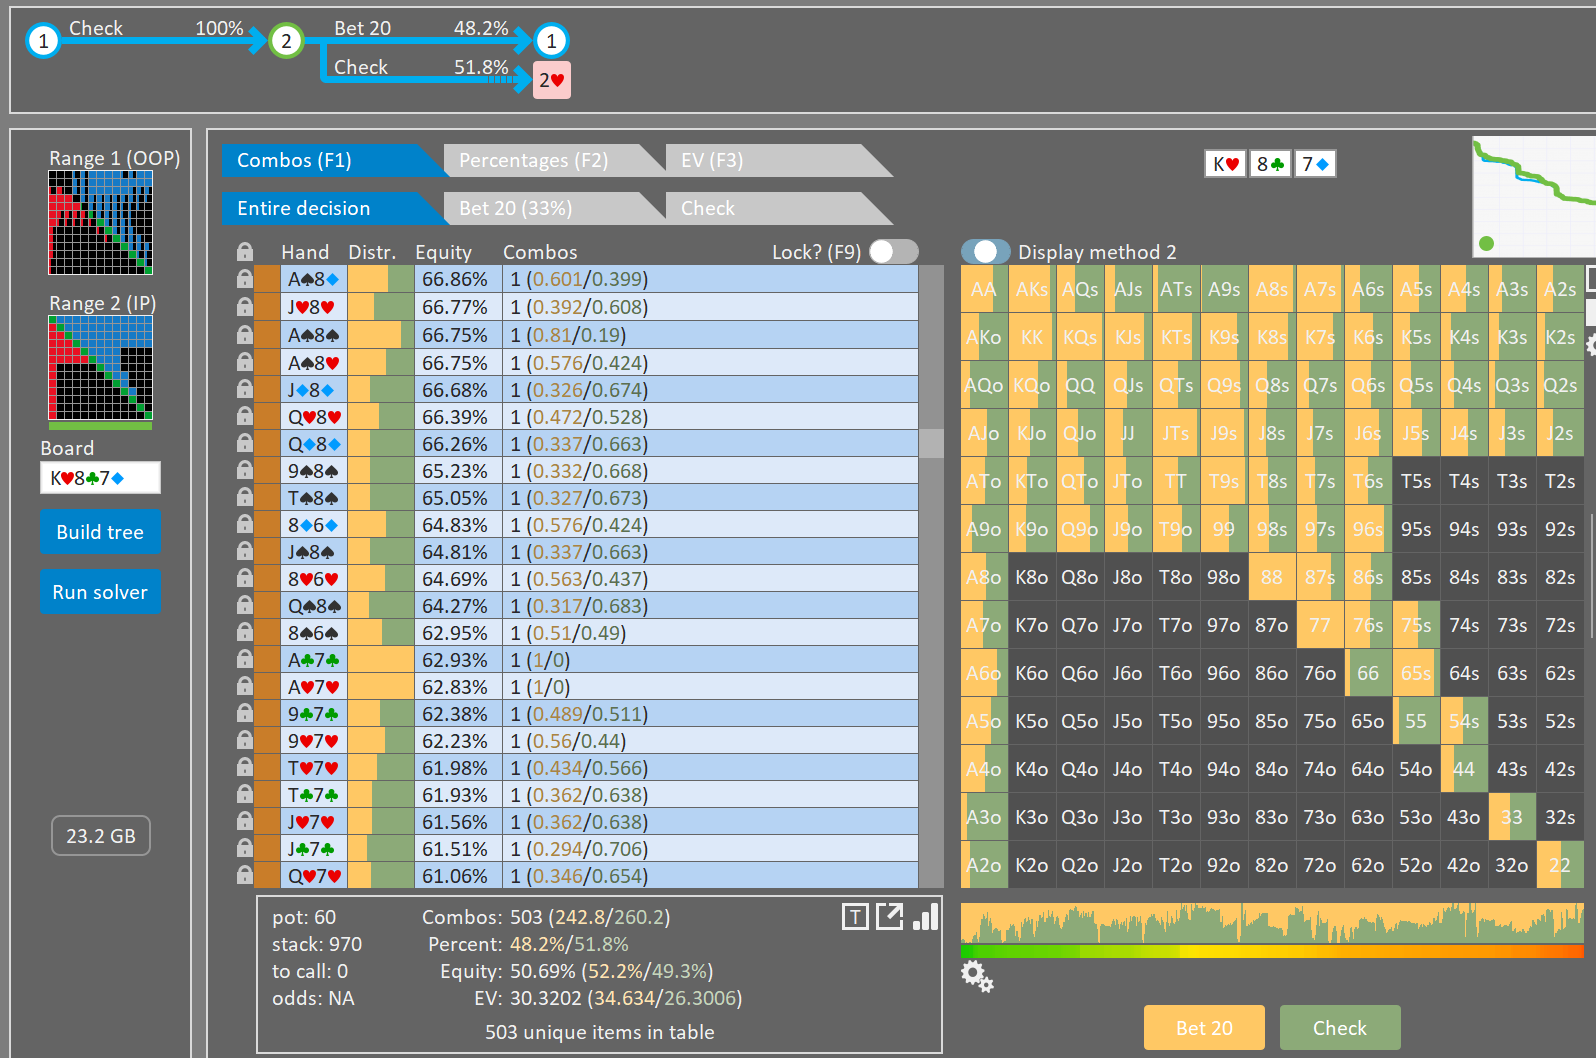 1 Check 100% 2 Bet 20 48.2% 1
Check 51.8% 2♥
Range 1 (OOP)
Range 2 (IP)
Board
K♥8♣7♦
Build tree
Run solver
23.2 GB
Combos (F1) Percentages (F2) EV (F3)
K♥ 8♣ 7♦
Entire decision Bet 20 (33%) Check
Hand Distr. Equity Combos Lock? (F9)
A♠8♦ 66.86% 1 (0.601/0.399)
J♥8♥ 66.77% 1 (0.392/0.608)
A♠8♠ 66.75% 1 (0.81/0.19)
A♠8♥ 66.75% 1 (0.576/0.424)
J♦8♦ 66.68% 1 (0.326/0.674)
Q♥8♥ 66.39% 1 (0.472/0.528)
Q♦8♦ 66.26% 1 (0.337/0.663)
9♠8♠ 65.23% 1 (0.332/0.668)
T♠8♠ 65.05% 1 (0.327/0.673)
8♦6♦ 64.83% 1 (0.576/0.424)
J♠8♠ 64.81% 1 (0.337/0.663)
8♥6♥ 64.69% 1 (0.563/0.437)
Q♠8♠ 64.27% 1 (0.317/0.683)
8♠6♠ 62.95% 1 (0.51/0.49)
A♣7♣ 62.93% 1 (1/0)
A♥7♥ 62.83% 1 (1/0)
9♣7♣ 62.38% 1 (0.489/0.511)
9♥7♥ 62.23% 1 (0.56/0.44)
T♥7♥ 61.98% 1 (0.434/0.566)
T♣7♣ 61.93% 1 (0.362/0.638)
J♥7♥ 61.56% 1 (0.362/0.638)
J♣7♣ 61.51% 1 (0.294/0.706)
Q♥7♥ 61.06% 1 (0.346/0.654)
pot: 60 Combos: 503 (242.8/260.2)
stack: 970 Percent: 48.2%/51.8%
to call: 0 Equity: 50.69% (52.2%/49.3%)
odds: NA EV: 30.3202 (34.634/26.3006)
503 unique items in table
T
Display method 2
AA AKs AQs AJs ATs A9s A8s A7s A6s A5s A4s A3s A2s
AKo KK KQs KJs KTs K9s K8s K7s K6s K5s K4s K3s K2s
AQo KQo QQ QJs QTs Q9s Q8s Q7s Q6s Q5s Q4s Q3s Q2s
AJo KJo QJo JJ JTs J9s J8s J7s J6s J5s J4s J3s J2s
ATo KTo QTo JTo TT T9s T8s T7s T6s T5s T4s T3s T2s
A9o K9o Q9o J9o T9o 99 98s 97s 96s 95s 94s 93s 92s
A8o K8o Q8o J8o T8o 98o 88 87s 86s 85s 84s 83s 82s
A7o K7o Q7o J7o T7o 97o 87o 77 76s 75s 74s 73s 72s
A6o K6o Q6o J6o T6o 96o 86o 76o 66 65s 64s 63s 62s
A5o K5o Q5o J5o T5o 95o 85o 75o 65o 55 54s 53s 52s
A4o K4o Q4o J4o T4o 94o 84o 74o 64o 54o 44 43s 42s
A3o K3o Q3o J3o T3o 93o 83o 73o 63o 53o 43o 33 32s
A2o K2o Q2o J2o T2o 92o 82o 72o 62o 52o 42o 32o 22
Bet 20 Check